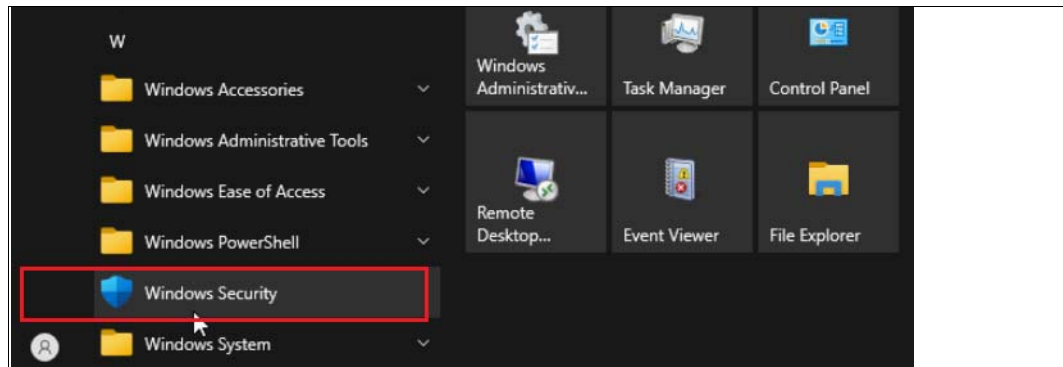 W
Windows Accessories
Windows Administrative Tools
Windows Ease of Access
Windows PowerShell
Windows Security
Windows System
Windows
Administrativ...
Task Manager
Control Panel
Remote
Desktop...
Event Viewer
File Explorer